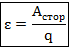 ε = Aстор / q